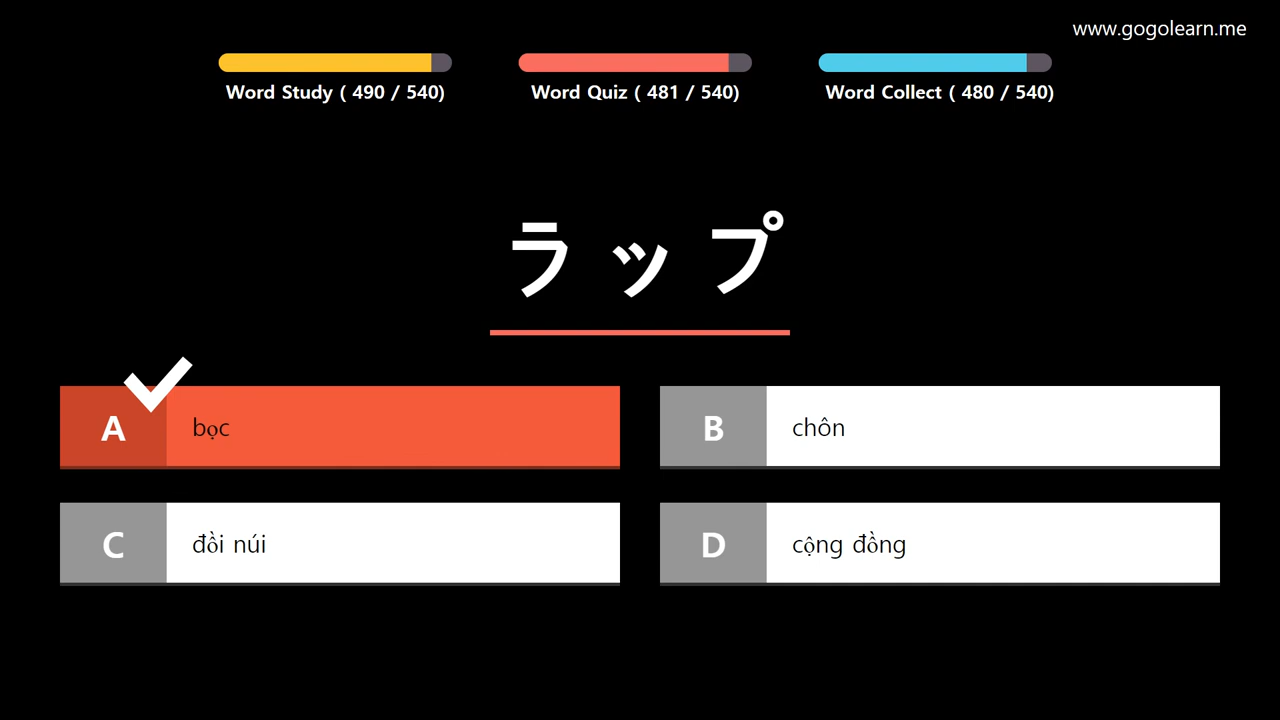 www.gogolearn.me
Word Study ( 490 / 540)
Word Quiz ( 481 / 540)
Word Collect ( 480 / 540)
ラップ
A bọc
B chôn
C đồi núi
D cộng đồng